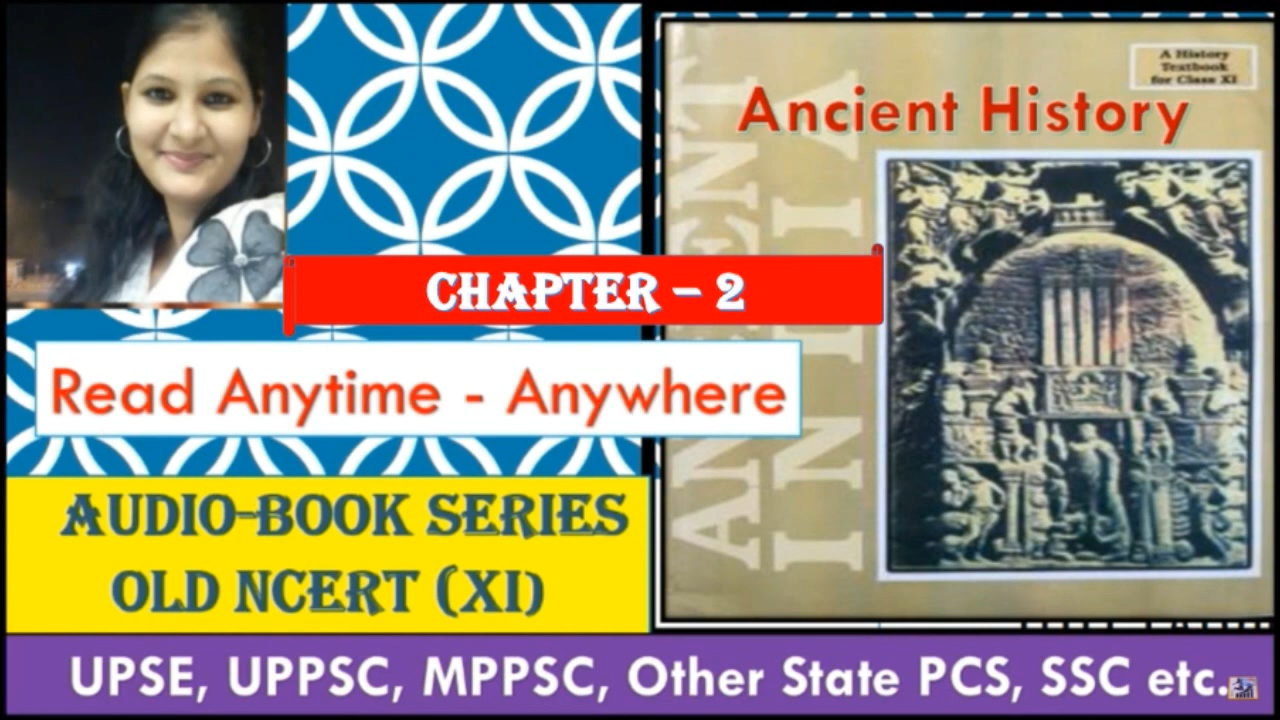 A History
Textbook
for Class XI
Ancient History
ANCIENT
INDIA
CHAPTER – 2
Read Anytime - Anywhere
AUDIO-BOOK SERIES
OLD NCERT (XI)
UPSE, UPPSC, MPPSC, Other State PCS, SSC etc.